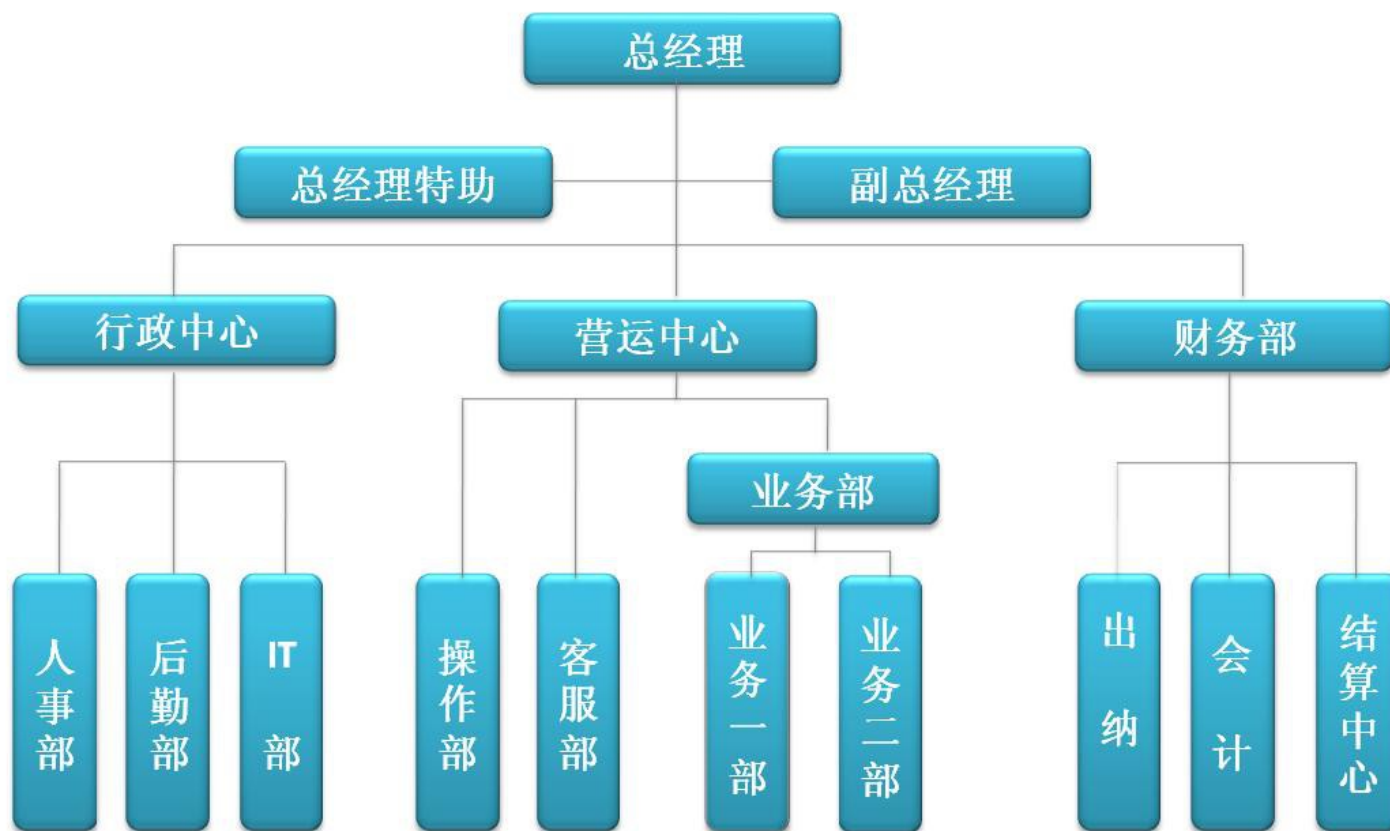 总经理
总经理特助
副总经理
行政中心
营运中心
财务部
业务部
人事部
后勤部
IT部
操作部
客服部
业务一部
业务二部
出纳
会计
结算中心